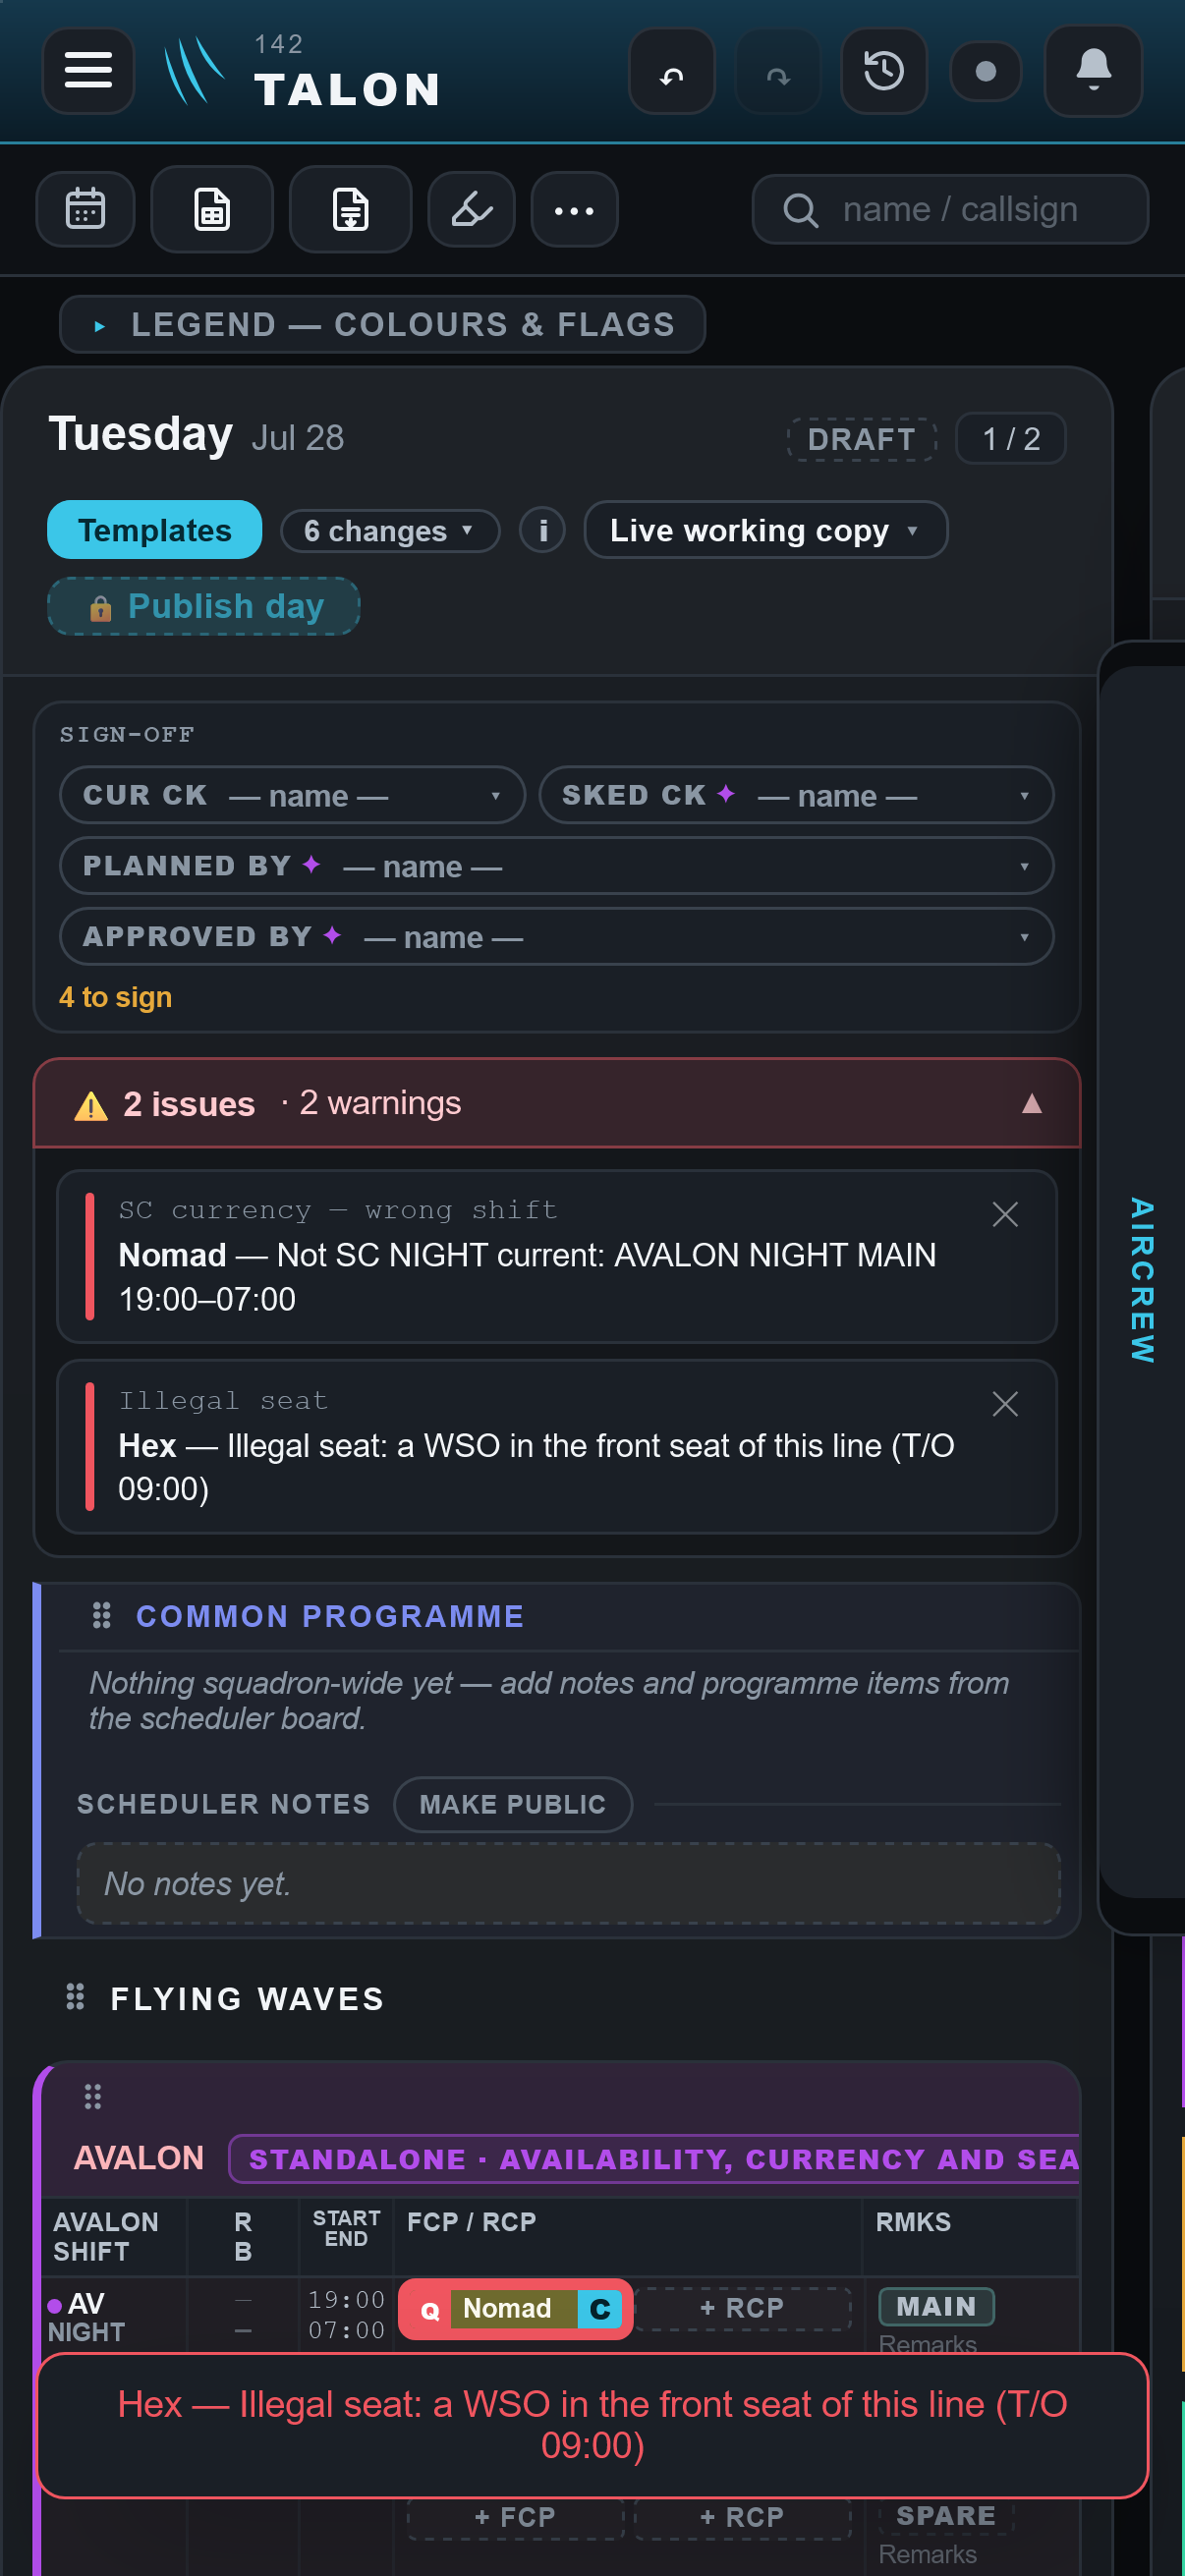 142
TALON
name / callsign
LEGEND — COLOURS & FLAGS
Tuesday Jul 28
DRAFT
1 / 2
Templates
6 changes
i
Live working copy
Publish day
SIGN-OFF
CUR CK — name —
SKED CK ✦ — name —
PLANNED BY ✦ — name —
APPROVED BY ✦ — name —
4 to sign
2 issues · 2 warnings
SC currency — wrong shift
Nomad — Not SC NIGHT current: AVALON NIGHT MAIN
19:00–07:00
Illegal seat
Hex — Illegal seat: a WSO in the front seat of this line (T/O
09:00)
AIRCREW
COMMON PROGRAMME
Nothing squadron-wide yet — add notes and programme items from
the scheduler board.
SCHEDULER NOTES
MAKE PUBLIC
No notes yet.
FLYING WAVES
AVALON
STANDALONE · AVAILABILITY, CURRENCY AND SEA
AVALON
SHIFT
R
B
START
END
FCP / RCP
RMKS
AV
NIGHT
—
—
19:00
07:00
Q Nomad C
+ RCP
MAIN
Remarks
Hex — Illegal seat: a WSO in the front seat of this line (T/O
09:00)
+ FCP
+ RCP
SPARE
Remarks